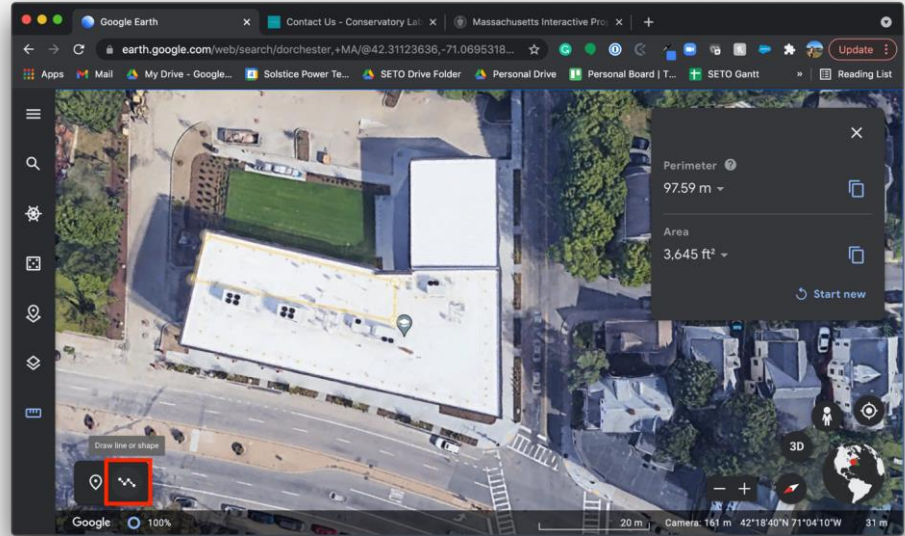 Google Earth
Contact Us - Conservatory La
Massachusetts Interactive Pro
earth.google.com/web/search/dorchester,+MA/@42.31123636,-71.0695318...
Update
Apps
Mail
My Drive - Google...
Solstice Power Te...
SETO Drive Folder
Personal Drive
Personal Board | T...
SETO Gantt
»
Reading List
Perimeter
97.59 m
Area
3,645 ft²
Start new
Draw line or shape
3D
Google
100%
20 m
Camera: 161 m 42°18'40"N 71°04'10"W
31 m